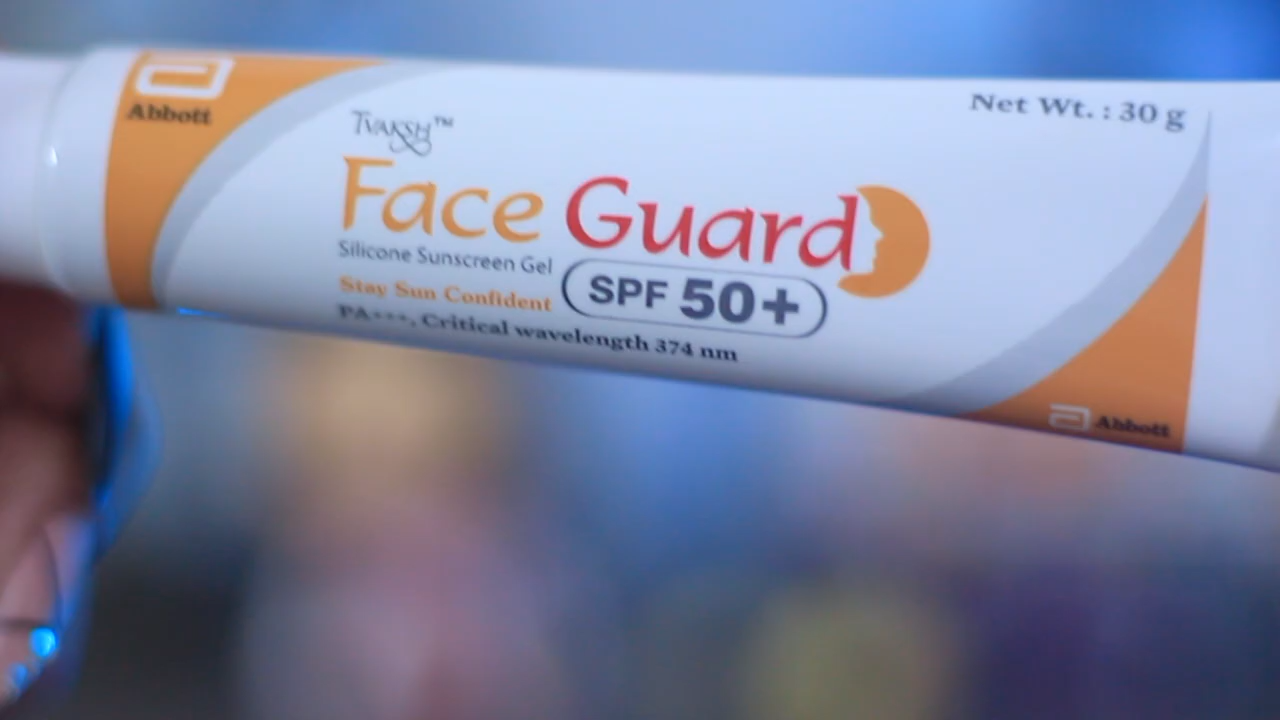 Abbott
Net Wt. : 30 g
Tvaksh™
Face Guard
Silicone Sunscreen Gel
SPF 50+
Stay Sun Confident
PA+++, Critical wavelength 374 nm
Abbott